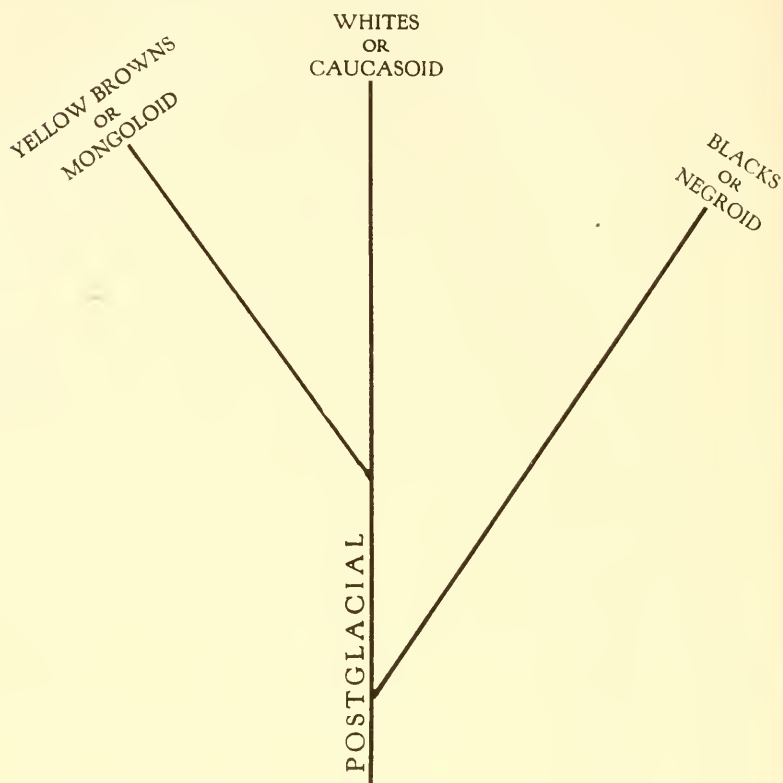 WHITES
OR
CAUCASOID
YELLOW BROWNS
OR
MONGOLOID
BLACKS
OR
NEGROID
POSTGLACIAL